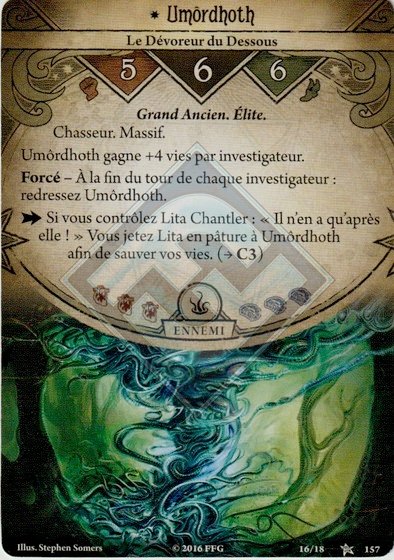 Umôrdhoth
Le Dévoreur du Dessous
5 6 6
Grand Ancien. Élite.
Chasseur. Massif.
Umôrdhoth gagne +4 vies par investigateur.
Forcé – À la fin du tour de chaque investigateur :
redressez Umôrdhoth.
Si vous contrôlez Lita Chantler : « Il n'en a qu'après
elle ! » Vous jetez Lita en pâture à Umôrdhoth
afin de sauver vos vies. (→ C3)
ENNEMI
Illus. Stephen Somers © 2016 FFG 16/18 157